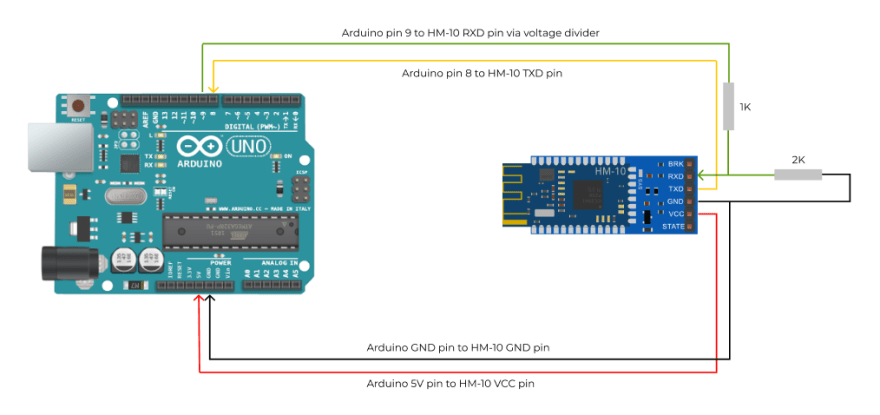 Arduino pin 9 to HM-10 RXD pin via voltage divider
Arduino pin 8 to HM-10 TXD pin
1K
2K
RESET
AREF
GND
13
12
~11
~10
~9
8
7
~6
~5
4
~3
2
TX→1
RX←0
DIGITAL (PWM~)
L
TX
RX
ARDUINO
UNO
ON
ICSP
WWW.ARDUINO.CC - MADE IN ITALY
IOREF
RESET
3.3V
5V
GND
GND
Vin
POWER
ANALOG IN
A0
A1
A2
A3
A4
A5
HM-10
BRK
RXD
TXD
GND
VCC
STATE
Arduino GND pin to HM-10 GND pin
Arduino 5V pin to HM-10 VCC pin